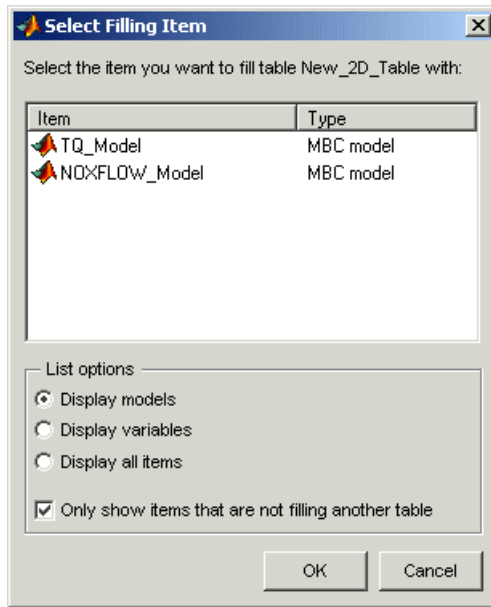 Select Filling Item
Select the item you want to fill table New_2D_Table with:
Item Type
TQ_Model MBC model
NOXFLOW_Model MBC model
List options
Display models
Display variables
Display all items
Only show items that are not filling another table
OK Cancel